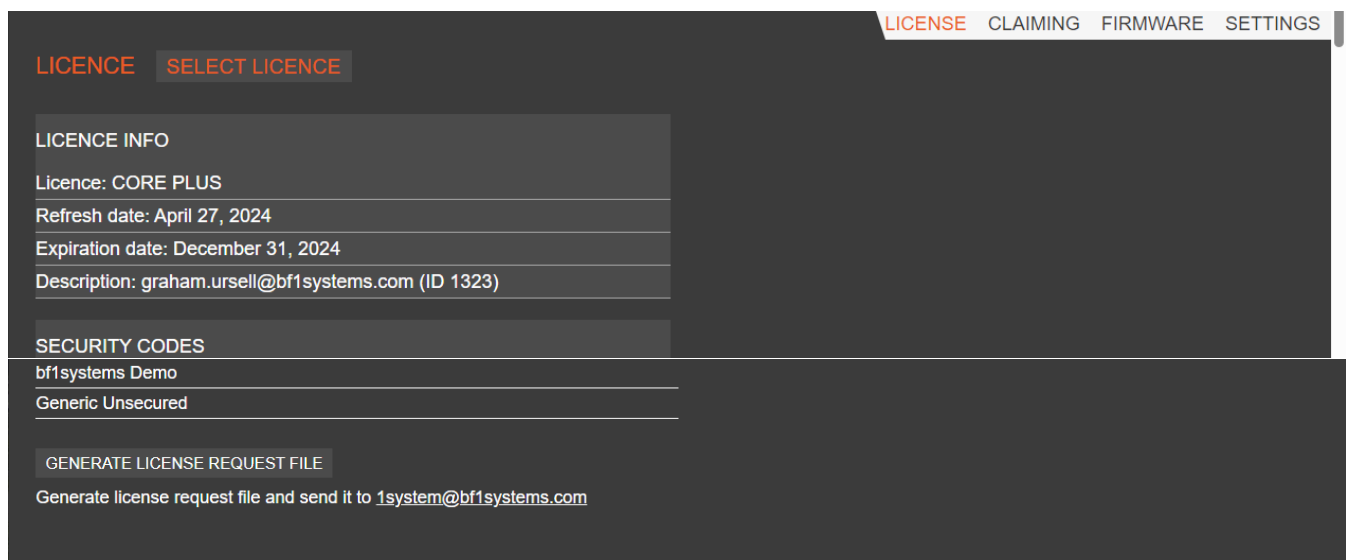 LICENSE CLAIMING FIRMWARE SETTINGS
LICENCE SELECT LICENCE
LICENCE INFO
Licence: CORE PLUS
Refresh date: April 27, 2024
Expiration date: December 31, 2024
Description: graham.ursell@bf1systems.com (ID 1323)
SECURITY CODES
bf1systems Demo
Generic Unsecured
GENERATE LICENSE REQUEST FILE
Generate license request file and send it to 1system@bf1systems.com